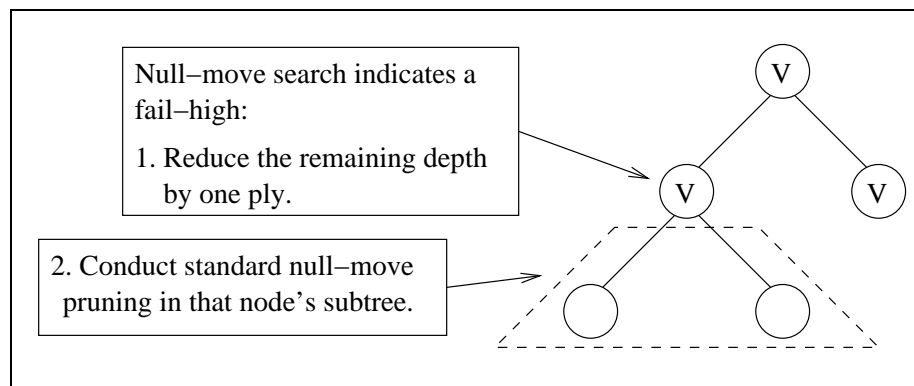 Null−move search indicates a
fail−high:
1. Reduce the remaining depth
by one ply.
2. Conduct standard null−move
pruning in that node's subtree.
V
V
V